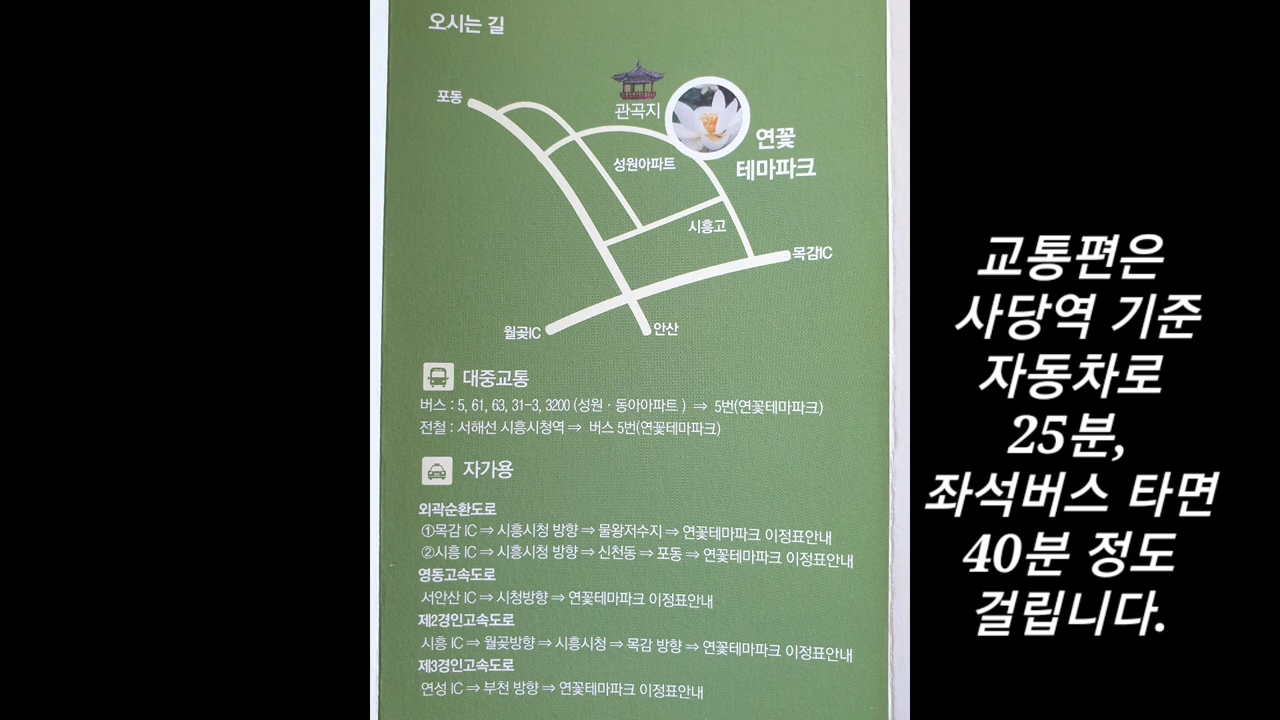 오시는 길
포동
관곡지
연꽃
테마파크
성원아파트
시흥고
목감IC
월곶IC
안산
대중교통
버스 : 5, 61, 63, 31-3, 3200 (성원 · 동아아파트 ) ⇒ 5번(연꽃테마파크)
전철 : 서해선 시흥시청역 ⇒ 버스 5번(연꽃테마파크)
자가용
외곽순환도로
①목감 IC ⇒ 시흥시청 방향 ⇒ 물왕저수지 ⇒ 연꽃테마파크 이정표안내
②시흥 IC ⇒ 시흥시청 방향 ⇒ 신천동 ⇒ 포동 ⇒ 연꽃테마파크 이정표안내
영동고속도로
서안산 IC ⇒ 시청방향 ⇒ 연꽃테마파크 이정표안내
제2경인고속도로
시흥 IC ⇒ 월곶방향 ⇒ 시흥시청 ⇒ 목감 방향 ⇒ 연꽃테마파크 이정표안내
제3경인고속도로
연성 IC ⇒ 부천 방향 ⇒ 연꽃테마파크 이정표안내
교통편은
사당역 기준
자동차로
25분,
좌석버스 타면
40분 정도
걸립니다.